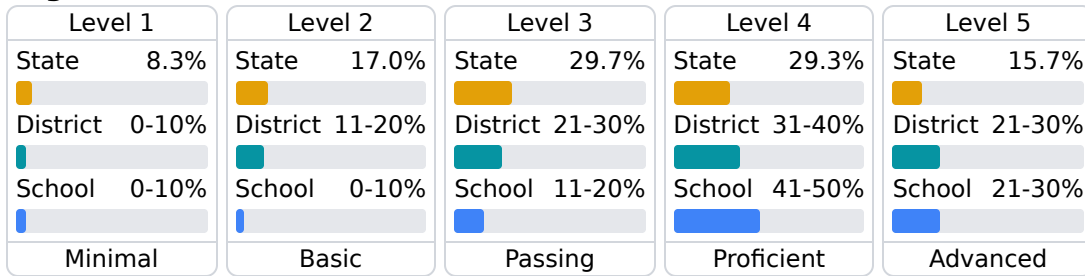 Level 1
State 8.3%
District 0-10%
School 0-10%
Minimal
Level 2
State 17.0%
District 11-20%
School 0-10%
Basic
Level 3
State 29.7%
District 21-30%
School 11-20%
Passing
Level 4
State 29.3%
District 31-40%
School 41-50%
Proficient
Level 5
State 15.7%
District 21-30%
School 21-30%
Advanced